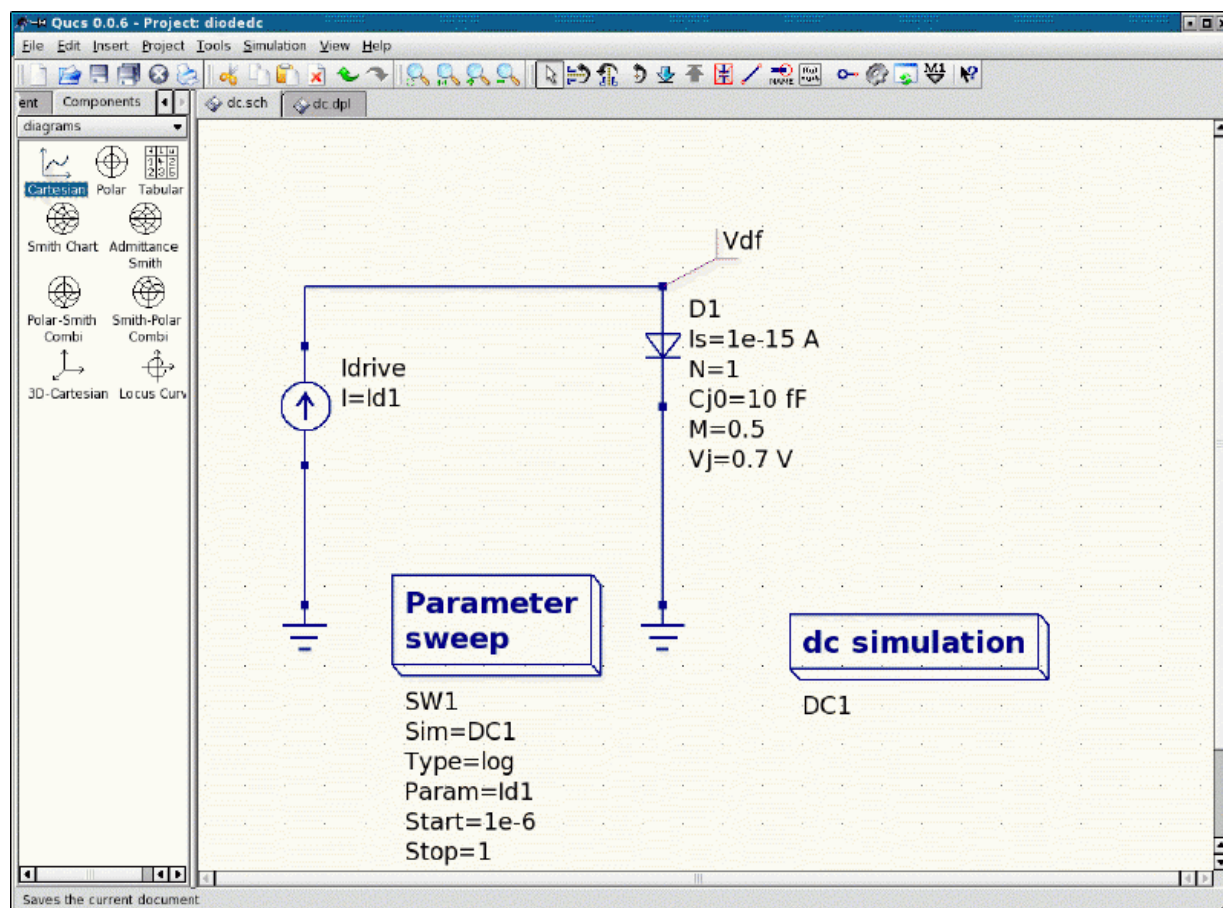 Qucs 0.0.6 - Project: diodedc
File Edit Insert Project Tools Simulation View Help
M1
NAME
ent Components dc.sch dc.dpl
diagrams
Cartesian Polar Tabular
Smith Chart Admittance
Smith
Polar-Smith Smith-Polar
Combi Combi
3D-Cartesian Locus Curv
Vdf
D1
Is=1e-15 A
N=1
Cj0=10 fF
M=0.5
Vj=0.7 V
Idrive
I=Id1
Parameter
sweep
dc simulation
SW1
Sim=DC1
Type=log
Param=Id1
Start=1e-6
Stop=1
DC1
Saves the current document